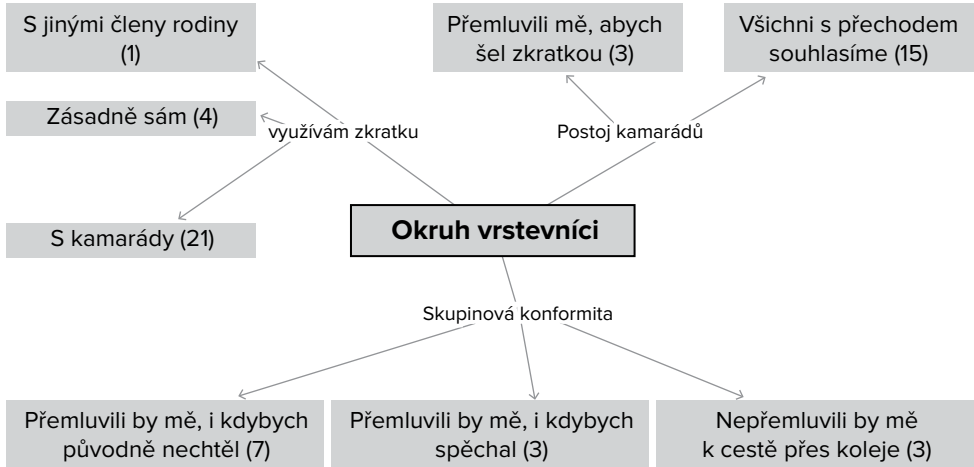 S jinými členy rodiny
(1)
Přemluvili mě, abych
šel zkratkou (3)
Všichni s přechodem
souhlasíme (15)
Zásadně sám (4)
využívám zkratku
Postoj kamarádů
S kamarády (21)
Okruh vrstevníci
Skupinová konformita
Přemluvili by mě, i kdybych
původně nechtěl (7)
Přemluvili by mě, i kdybych
spěchal (3)
Nepřemluvili by mě
k cestě přes koleje (3)